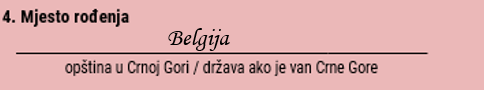 4. Mjesto rođenja
Belgija
opština u Crnoj Gori / država ako je van Crne Gore